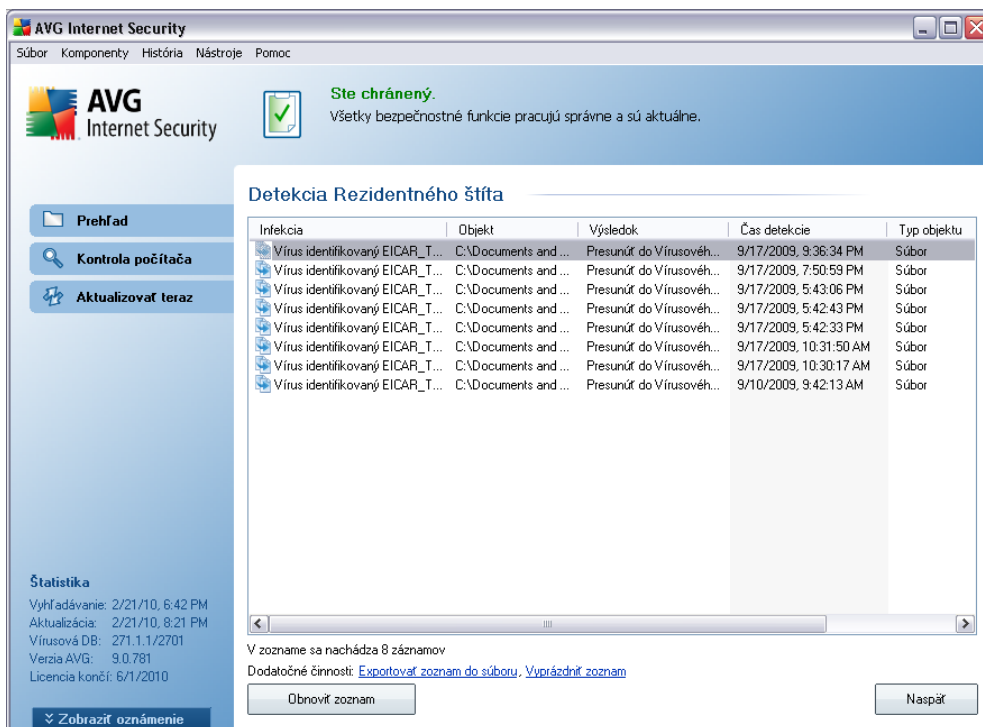 AVG Internet Security
Súbor Komponenty História Nástroje Pomoc
AVG
Internet Security
Ste chránený.
Všetky bezpečnostné funkcie pracujú správne a sú aktuálne.
Prehľad
Kontrola počítača
Aktualizovať teraz
Detekcia Rezidentného štíta
Infekcia Objekt Výsledok Čas detekcie Typ objektu
Vírus identifikovaný EICAR_T... C:\Documents and ... Presunúť do Vírusovéh... 9/17/2009, 9:36:34 PM Súbor
Vírus identifikovaný EICAR_T... C:\Documents and ... Presunúť do Vírusovéh... 9/17/2009, 7:50:59 PM Súbor
Vírus identifikovaný EICAR_T... C:\Documents and ... Presunúť do Vírusovéh... 9/17/2009, 5:43:06 PM Súbor
Vírus identifikovaný EICAR_T... C:\Documents and ... Presunúť do Vírusovéh... 9/17/2009, 5:42:43 PM Súbor
Vírus identifikovaný EICAR_T... C:\Documents and ... Presunúť do Vírusovéh... 9/17/2009, 5:42:33 PM Súbor
Vírus identifikovaný EICAR_T... C:\Documents and ... Presunúť do Vírusovéh... 9/17/2009, 10:31:50 AM Súbor
Vírus identifikovaný EICAR_T... C:\Documents and ... Presunúť do Vírusovéh... 9/17/2009, 10:30:17 AM Súbor
Vírus identifikovaný EICAR_T... C:\Documents and ... Presunúť do Vírusovéh... 9/10/2009, 9:42:13 AM Súbor
Štatistika
Vyhľadávanie: 2/21/10, 6:42 PM
Aktualizácia: 2/21/10, 8:21 PM
Vírusová DB: 271.1.1/2701
Verzia AVG: 9.0.781
Licencia končí: 6/1/2010
Zobraziť oznámenie
V zozname sa nachádza 8 záznamov
Dodatočné činnosti: Exportovať zoznam do súboru, Vyprázdniť zoznam
Obnoviť zoznam
Naspäť